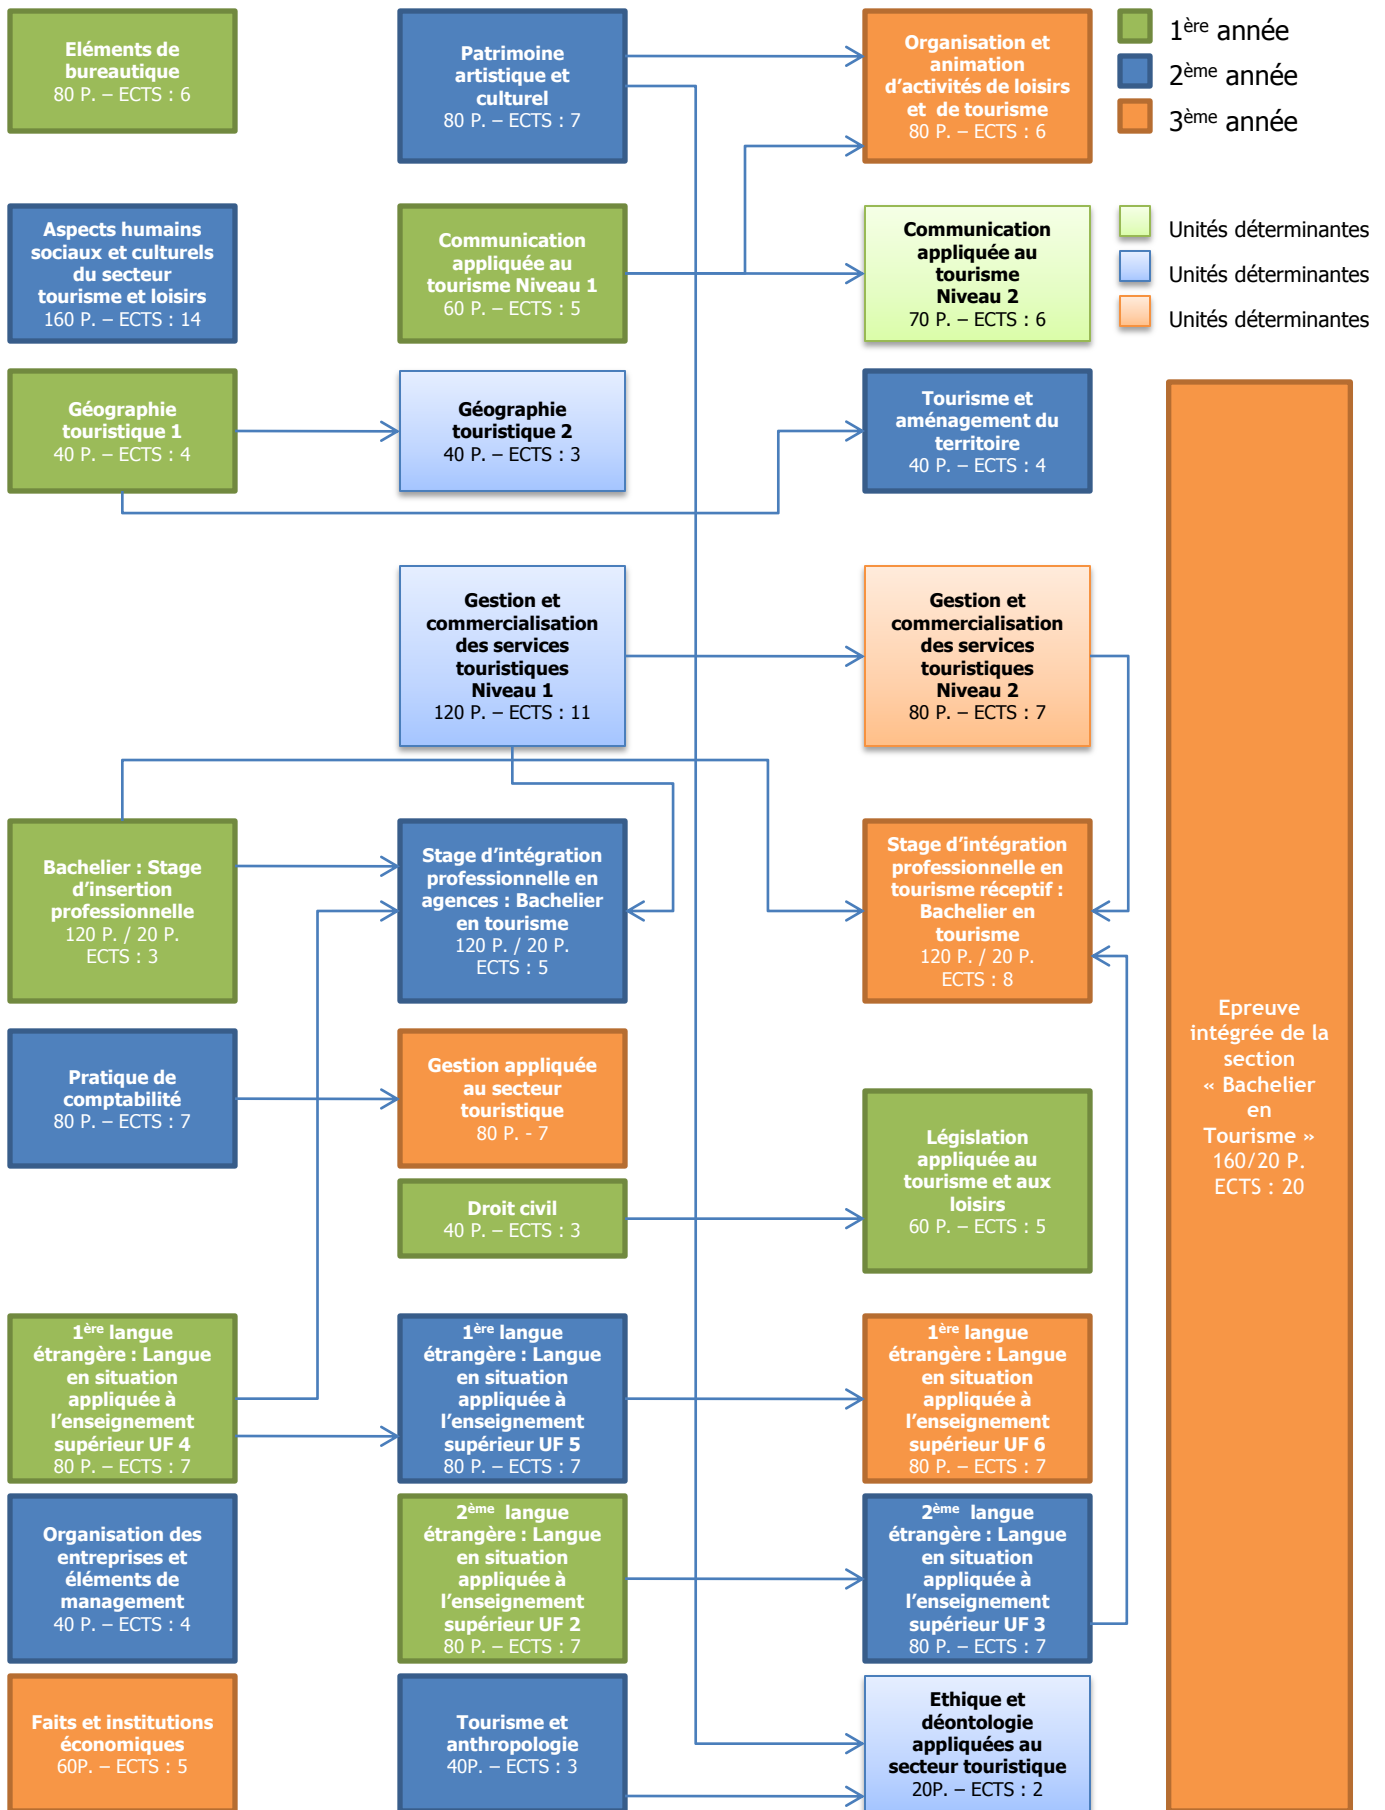 Eléments de
bureautique
80 P. – ECTS : 6
Patrimoine
artistique et
culturel
80 P. – ECTS : 7
Organisation et
animation
d’activités de loisirs
et de tourisme
80 P. – ECTS : 6
1ère année
2ème année
3ème année
Aspects humains
sociaux et culturels
du secteur
tourisme et loisirs
160 P. – ECTS : 14
Communication
appliquée au
tourisme Niveau 1
60 P. – ECTS : 5
Communication
appliquée au
tourisme
Niveau 2
70 P. – ECTS : 6
Unités déterminantes
Unités déterminantes
Unités déterminantes
Géographie
touristique 1
40 P. – ECTS : 4
Géographie
touristique 2
40 P. – ECTS : 3
Tourisme et
aménagement du
territoire
40 P. – ECTS : 4
Gestion et
commercialisation
des services
touristiques
Niveau 1
120 P. – ECTS : 11
Gestion et
commercialisation
des services
touristiques
Niveau 2
80 P. – ECTS : 7
Bachelier : Stage
d’insertion
professionnelle
120 P. / 20 P.
ECTS : 3
Stage d’intégration
professionnelle en
agences : Bachelier
en tourisme
120 P. / 20 P.
ECTS : 5
Stage d’intégration
professionnelle en
tourisme réceptif :
Bachelier en
tourisme
120 P. / 20 P.
ECTS : 8
Epreuve
intégrée de la
section
« Bachelier
en
Tourisme »
160/20 P.
ECTS : 20
Pratique de
comptabilité
80 P. – ECTS : 7
Gestion appliquée
au secteur
touristique
80 P. - 7
Droit civil
40 P. – ECTS : 3
Législation
appliquée au
tourisme et aux
loisirs
60 P. – ECTS : 5
1ère langue
étrangère : Langue
en situation
appliquée à
l’enseignement
supérieur UF 4
80 P. – ECTS : 7
1ère langue
étrangère : Langue
en situation
appliquée à
l’enseignement
supérieur UF 5
80 P. – ECTS : 7
1ère langue
étrangère : Langue
en situation
appliquée à
l’enseignement
supérieur UF 6
80 P. – ECTS : 7
Organisation des
entreprises et
éléments de
management
40 P. – ECTS : 4
2ème langue
étrangère : Langue
en situation
appliquée à
l’enseignement
supérieur UF 2
80 P. – ECTS : 7
2ème langue
étrangère : Langue
en situation
appliquée à
l’enseignement
supérieur UF 3
80 P. – ECTS : 7
Faits et institutions
économiques
60P. – ECTS : 5
Tourisme et
anthropologie
40P. – ECTS : 3
Ethique et
déontologie
appliquées au
secteur touristique
20P. – ECTS : 2